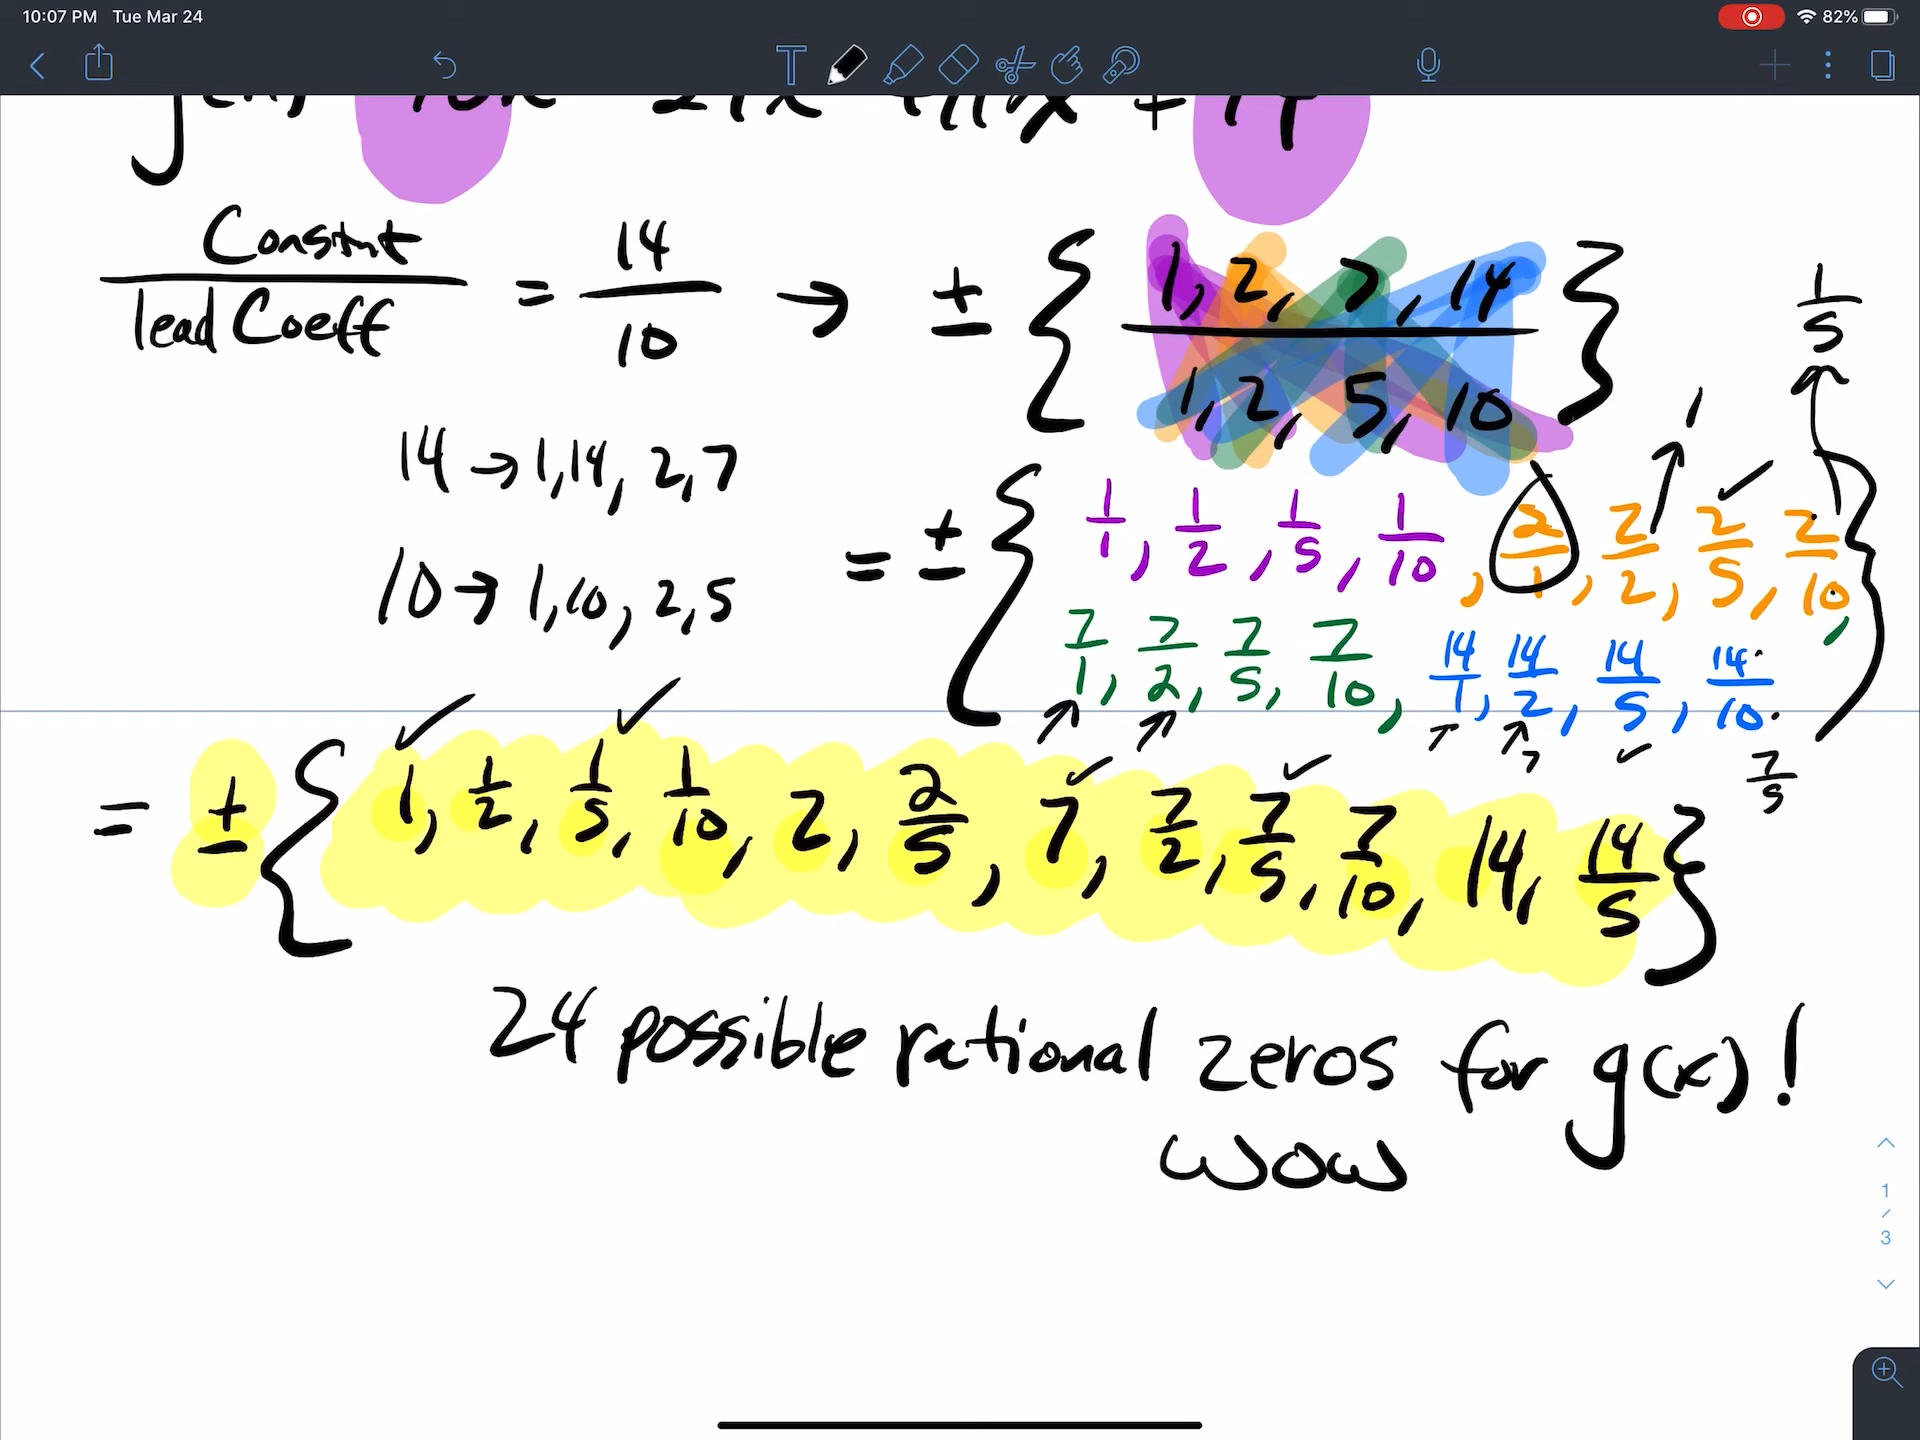 10:07 PM Tue Mar 24 82%
Constnt / lead Coeff = 14/10 → ± { 1, 2, 7, 14 / 1, 2, 5, 10 }
1/5
14 → 1, 14, 2, 7
1
= ± { 1/1, 1/2, 1/5, 1/10, 2/1, 2/2, 2/5, 2/10,
10 → 1, 10, 2, 5
7/1, 7/2, 7/5, 7/10, 14/1, 14/2, 14/5, 14/10 }
7
7/5
= ± { 1, 1/2, 1/5, 1/10, 2, 2/5, 7, 7/2, 7/5, 7/10, 14, 14/5 }
24 possible rational zeros for g(x)!
wow
1
/
3